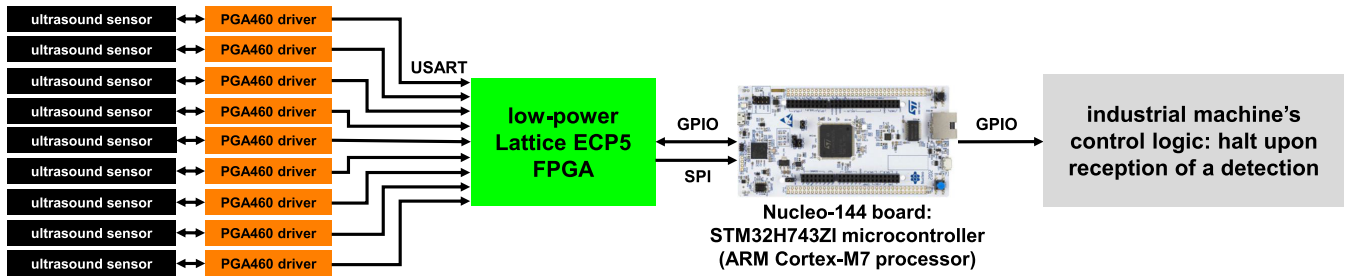 ultrasound sensor PGA460 driver
ultrasound sensor PGA460 driver
USART
ultrasound sensor PGA460 driver
ultrasound sensor PGA460 driver
ultrasound sensor PGA460 driver
ultrasound sensor PGA460 driver
ultrasound sensor PGA460 driver
ultrasound sensor PGA460 driver
ultrasound sensor PGA460 driver
low-power
Lattice ECP5
FPGA
GPIO
SPI
Nucleo-144 board:
STM32H743ZI microcontroller
(ARM Cortex-M7 processor)
GPIO
industrial machine's
control logic: halt upon
reception of a detection